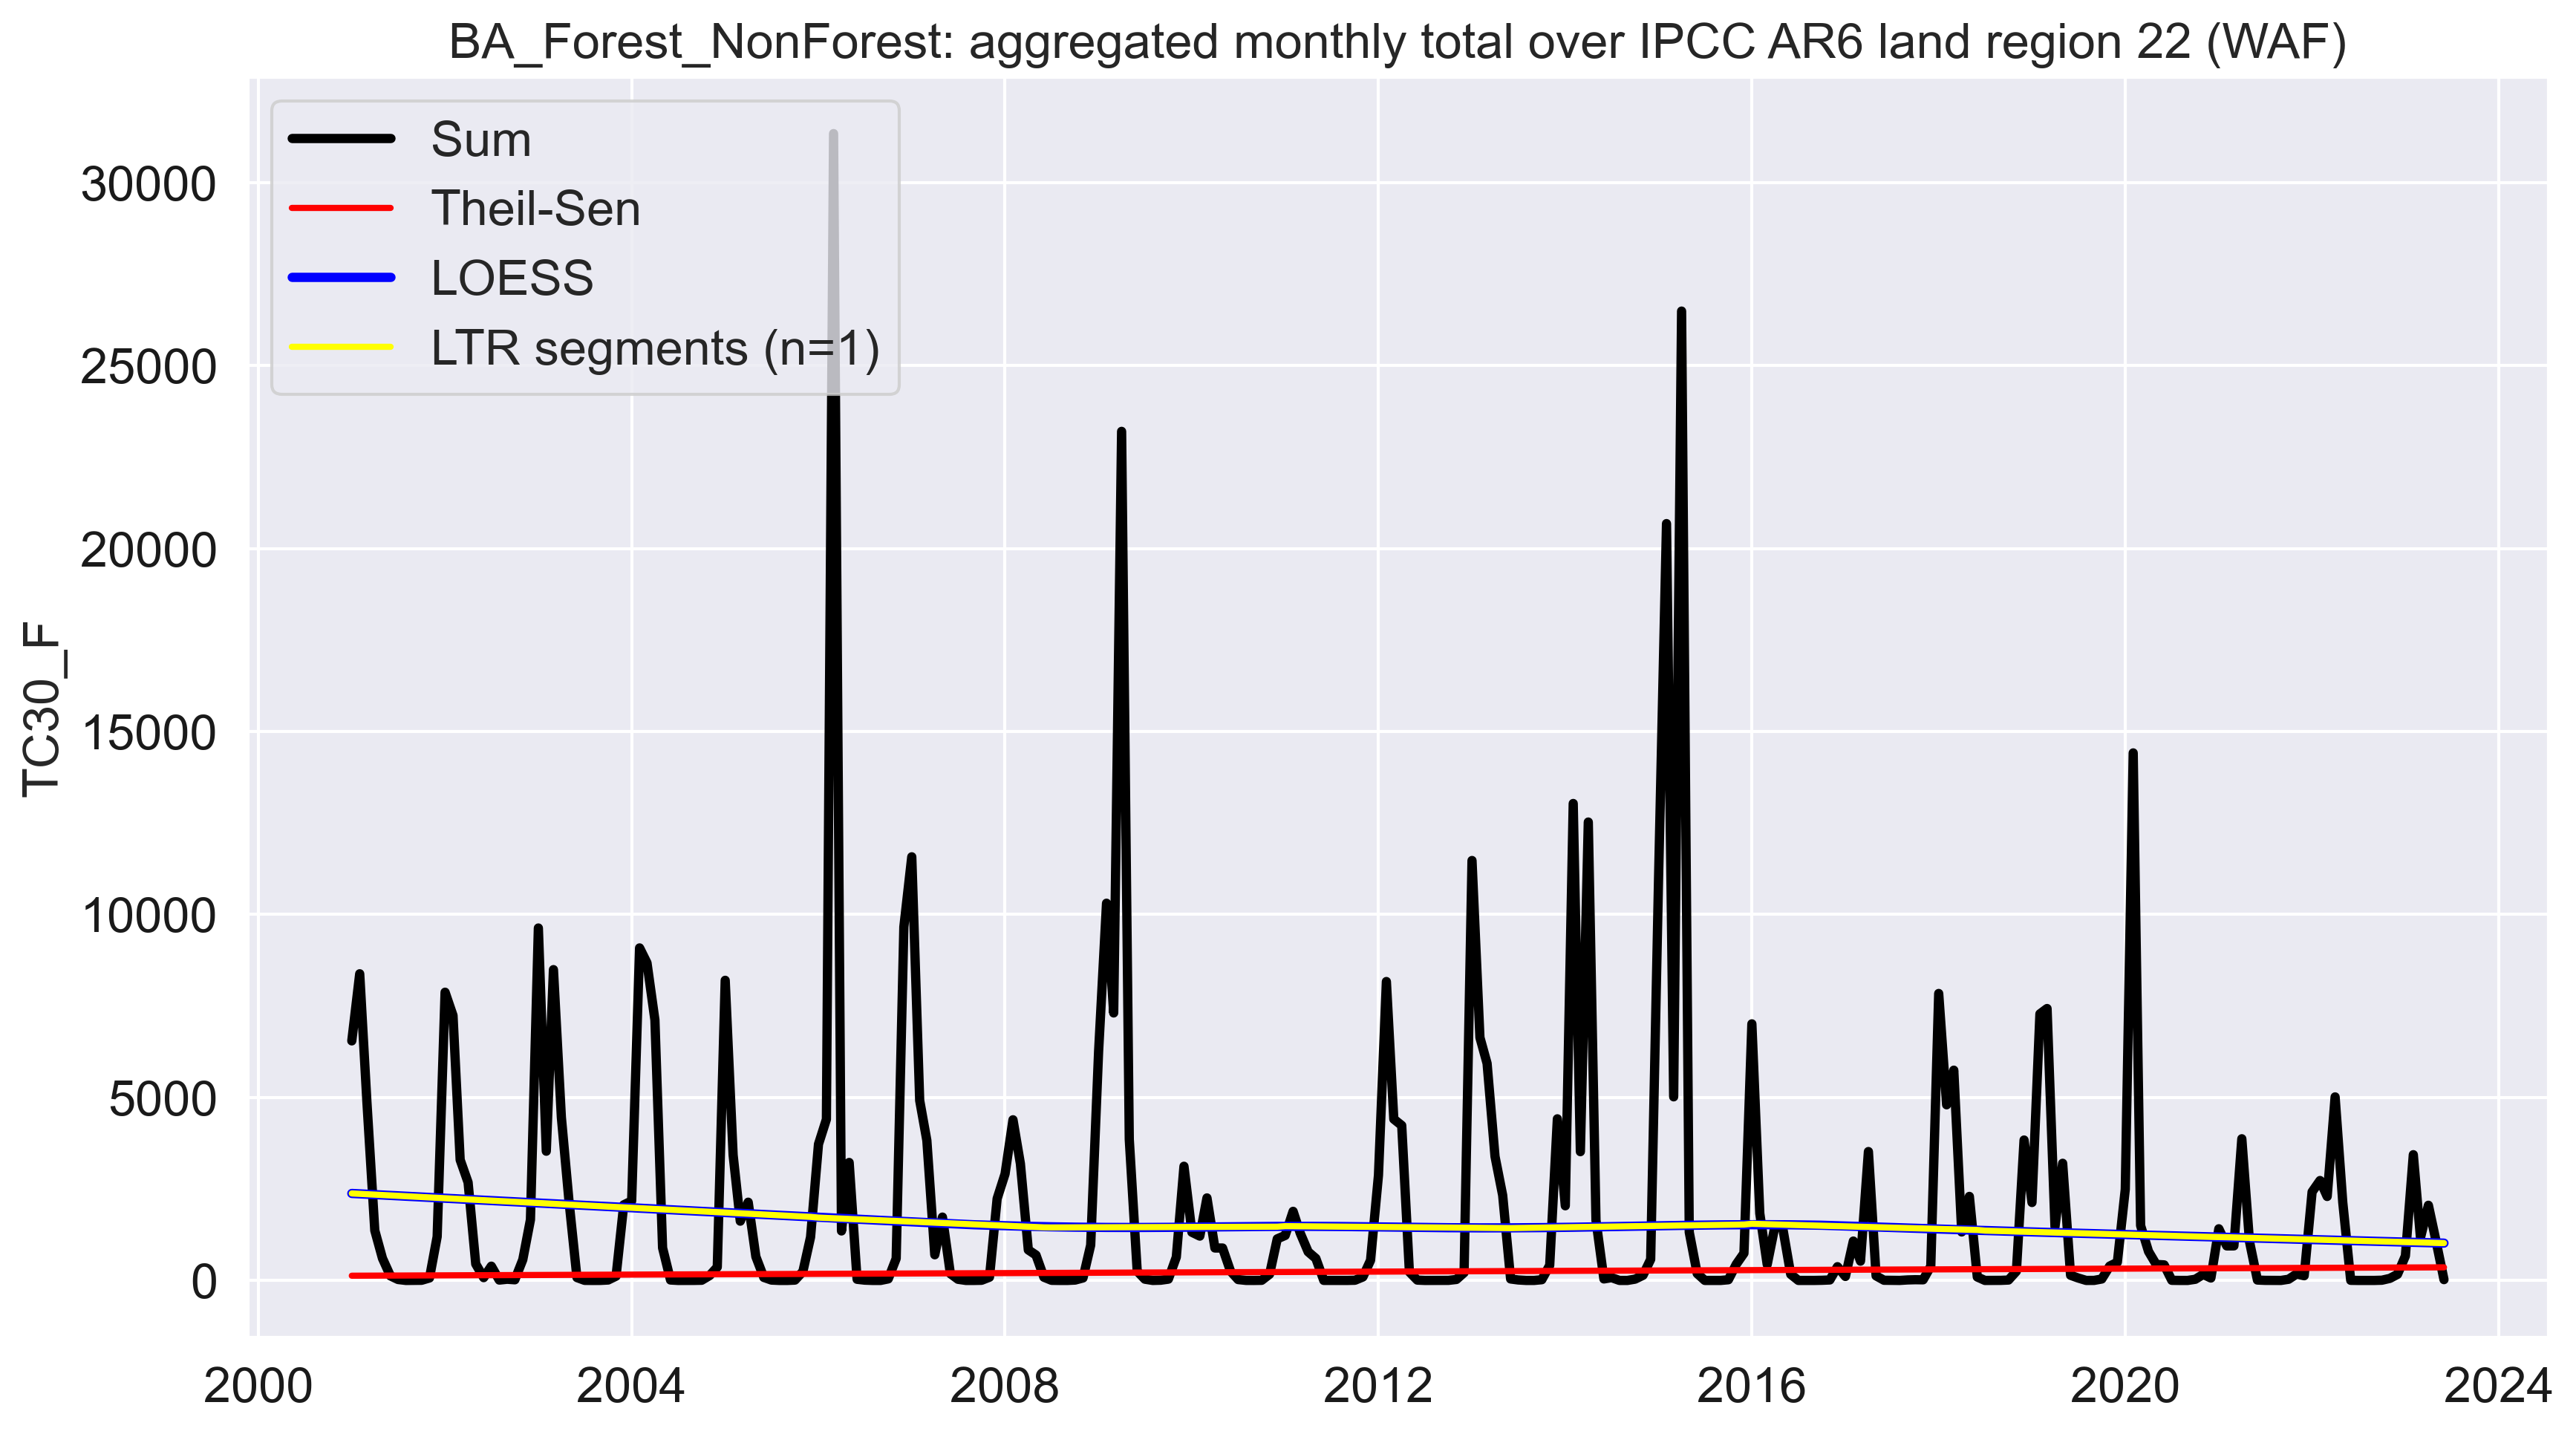 BA_Forest_NonForest: aggregated monthly total over IPCC AR6 land region 22 (WAF)
Sum
Theil-Sen
LOESS
LTR segments (n=1)
TC30_F
30000
25000
20000
15000
10000
5000
0
2000 2004 2008 2012 2016 2020 2024